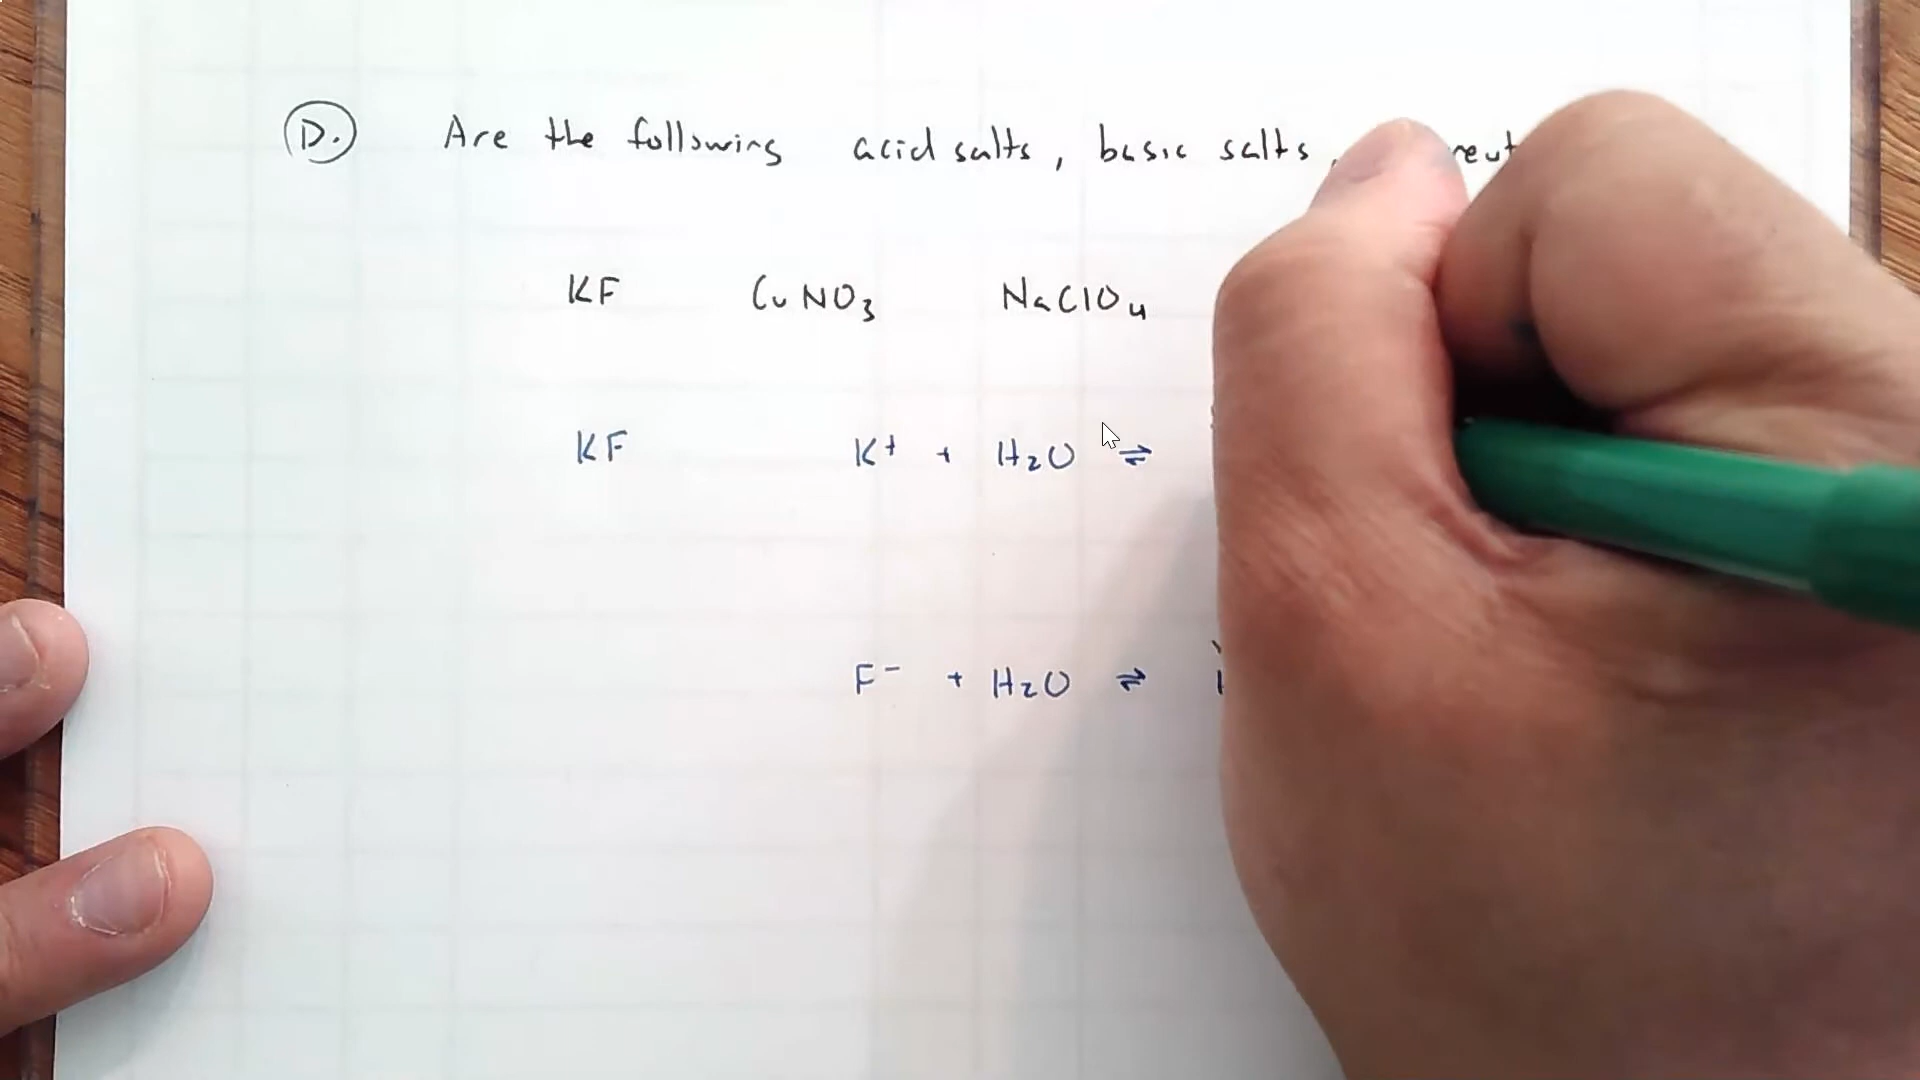 D. Are the following acid salts, basic salts,
KF CuNO₃ NaClO₄
KF K⁺ + H₂O ⇌
F⁻ + H₂O ⇌